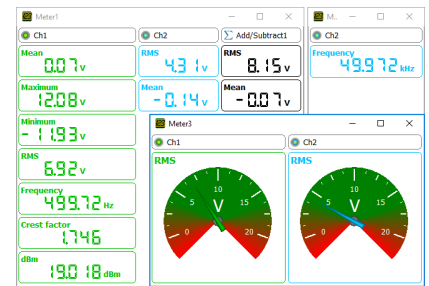 Meter1
Ch1
Ch2
Σ Add/Subtract1
Mean
0.07 v
Maximum
12.08 v
Minimum
- 11.93 v
RMS
6.92 v
Frequency
499.72 Hz
Crest factor
1.746
dBm
19.018 dBm
RMS
4.31 v
Mean
- 0.14 v
RMS
8.15 v
Mean
- 0.07 v
M..
Ch2
Frequency
49.972 kHz
Meter3
Ch1
Ch2
RMS
0
5
10
15
20
V
RMS
0
5
10
15
20
V